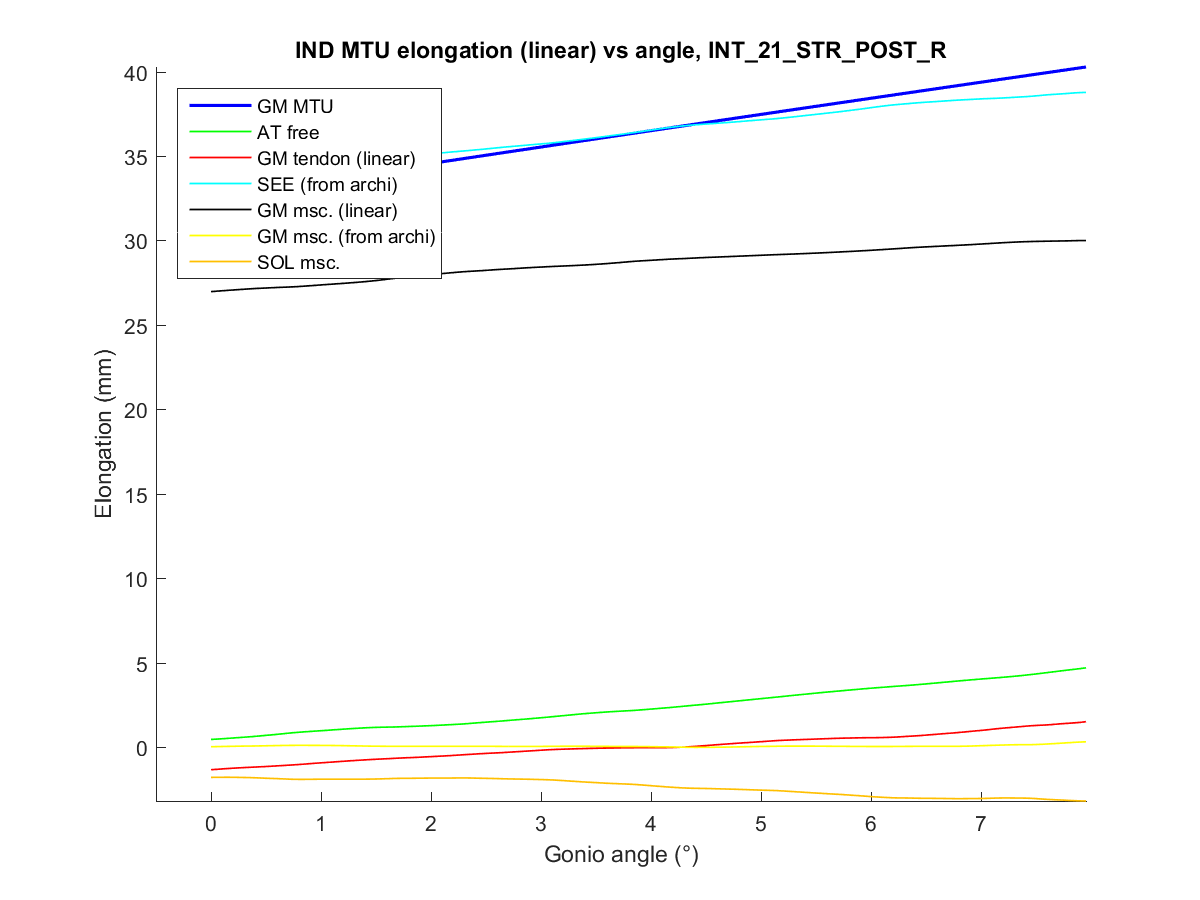 IND MTU elongation (linear) vs angle, INT_21_STR_POST_R
40
35
30
25
20
15
10
5
0
Elongation (mm)
GM MTU
AT free
GM tendon (linear)
SEE (from archi)
GM msc. (linear)
GM msc. (from archi)
SOL msc.
0 1 2 3 4 5 6 7
Gonio angle (°)